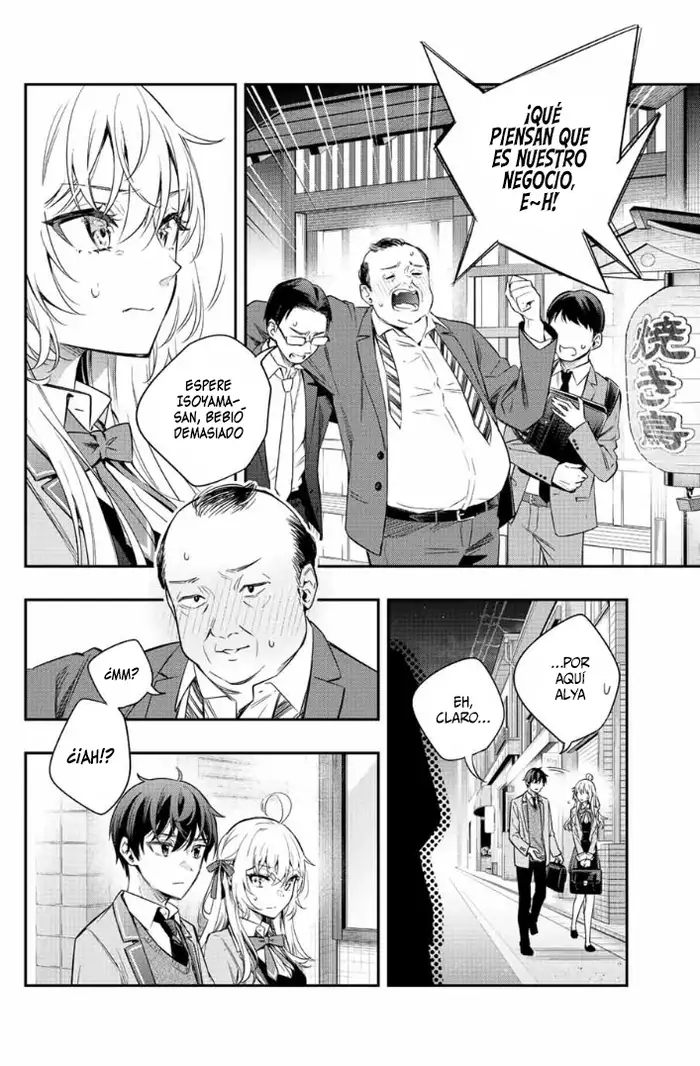 ¡QUÉ
PIENSAN QUE
ES NUESTRO
NEGOCIO,
E~H!
ESPERE
ISOYAMA-
SAN, BEBIÓ
DEMASIADO
焼き鳥
¿MM?
...POR
AQUÍ
ALYA
EH,
CLARO...
¿¡AH!?